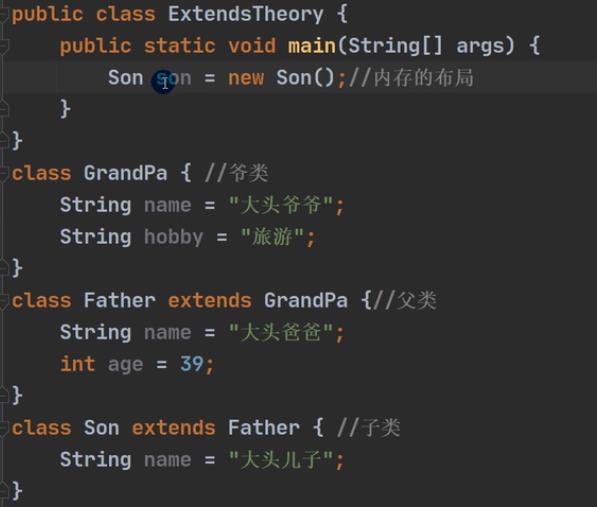 public class ExtendsTheory {
public static void main(String[] args) {
Son son = new Son();//内存的布局
}
}
class GrandPa { //爷类
String name = "大头爷爷";
String hobby = "旅游";
}
class Father extends GrandPa {//父类
String name = "大头爸爸";
int age = 39;
}
class Son extends Father { //子类
String name = "大头儿子";
}